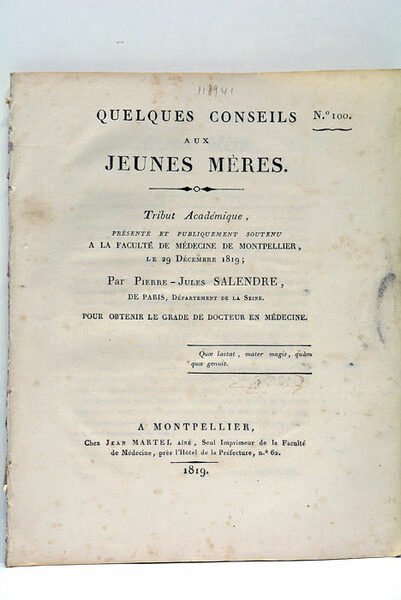 118941
QUELQUES CONSEILS
N.º 100.
AUX
JEUNES MÈRES.
Tribut Académique,
PRÉSENTÉ ET PUBLIQUEMENT SOUTENU
A LA FACULTÉ DE MÉDECINE DE MONTPELLIER,
LE 29 DÉCEMBRE 1819;
Par PIERRE-JULES SALENDRE,
DE PARIS, DÉPARTEMENT DE LA SEINE.
POUR OBTENIR LE GRADE DE DOCTEUR EN MÉDECINE.
Quæ lactat, mater magis, quàm
quæ genuit.
A MONTPELLIER,
Chez JEAN MARTEL AÎNÉ, Seul Imprimeur de la Faculté
de Médecine, près l'Hôtel de la Préfecture, n.º 62.
1819.